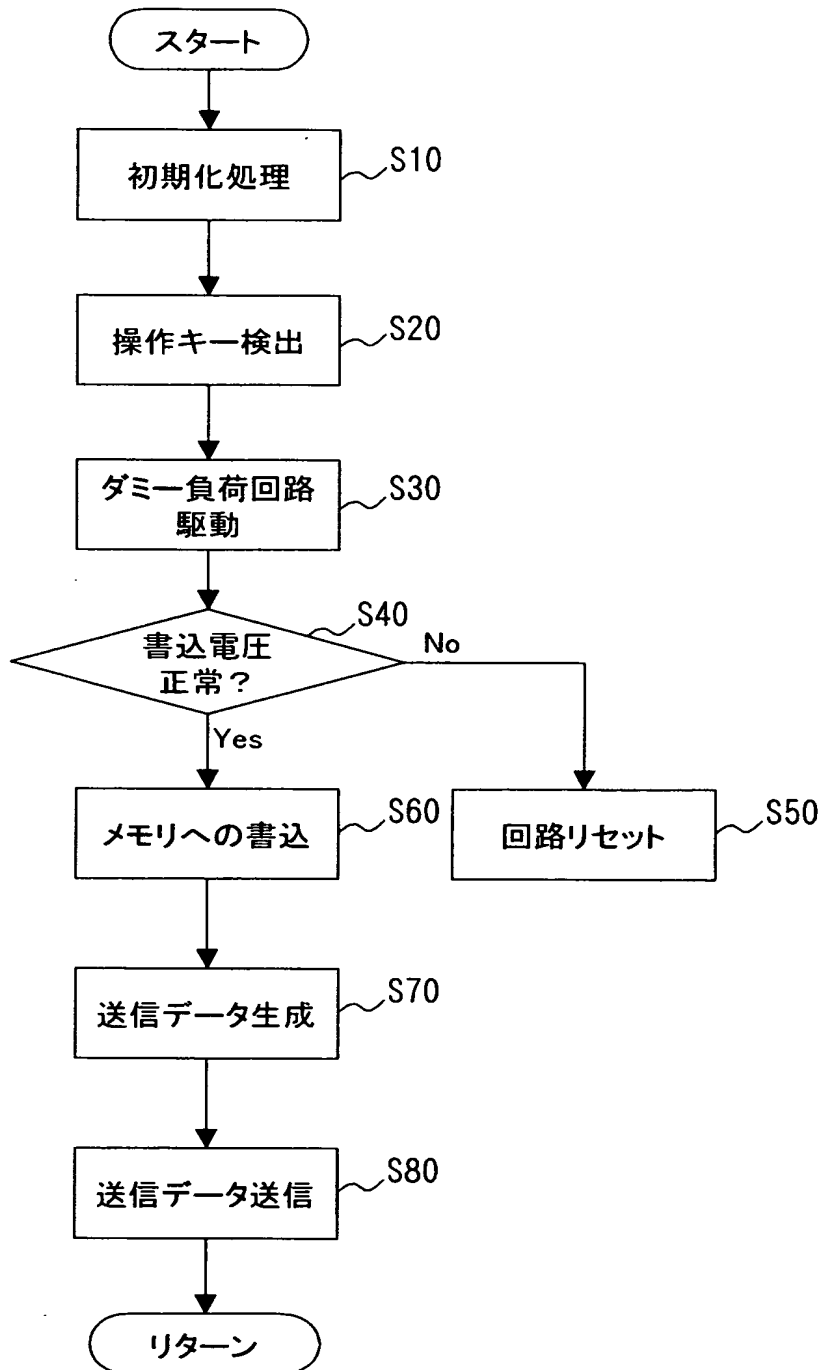 スタート
初期化処理
S10
操作キー検出
S20
ダミー負荷回路
駆動
S30
書込電圧
正常？
S40
No
Yes
メモリへの書込
S60
回路リセット
S50
送信データ生成
S70
送信データ送信
S80
リターン